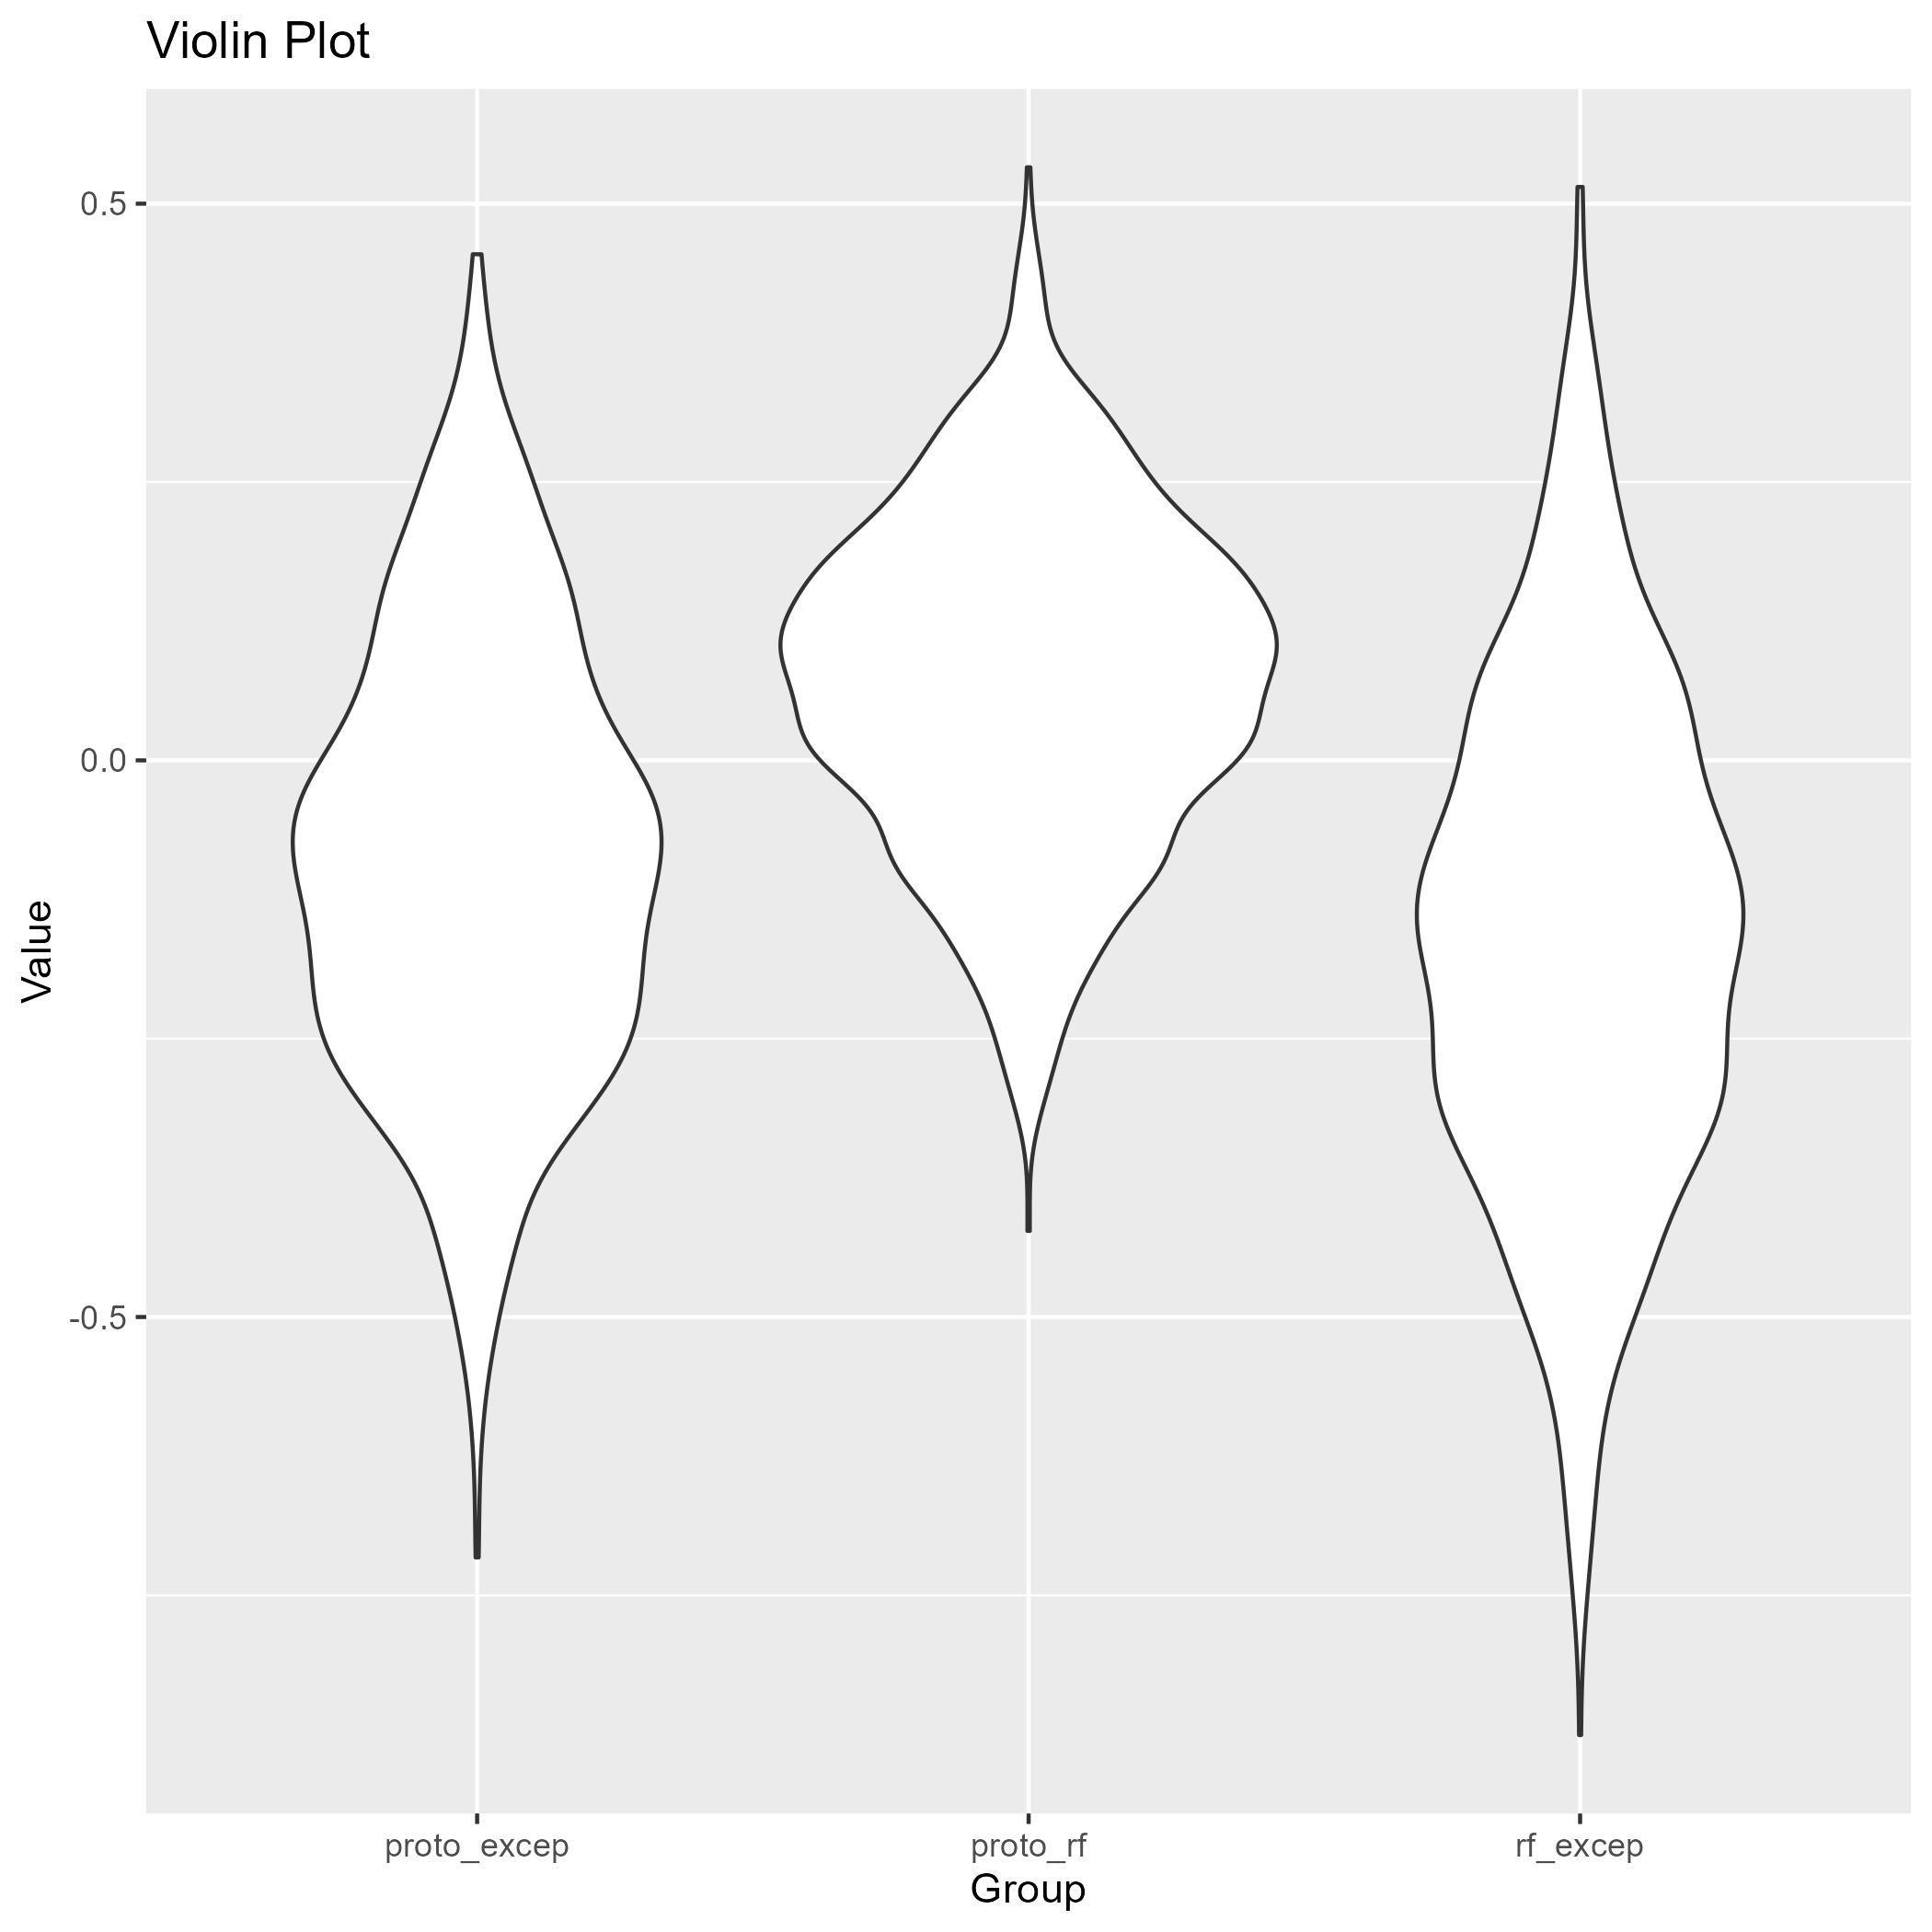 Violin Plot
0.5
0.0
-0.5
Value
proto_excep
proto_rf
rf_excep
Group